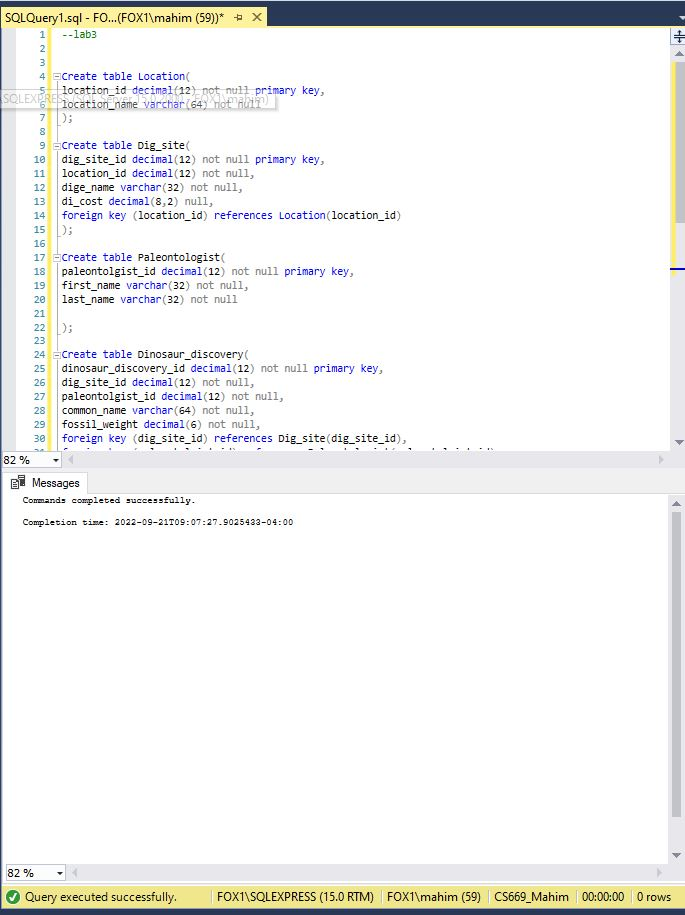 SQLQuery1.sql - FO...(FOX1\mahim (59))*
1 --lab3
2
3
4 Create table Location(
5 location_id decimal(12) not null primary key,
6 location_name varchar(64) not null
7 );
8
9 Create table Dig_site(
10 dig_site_id decimal(12) not null primary key,
11 location_id decimal(12) not null,
12 dige_name varchar(32) not null,
13 di_cost decimal(8,2) null,
14 foreign key (location_id) references Location(location_id)
15 );
16
17 Create table Paleontologist(
18 paleontolgist_id decimal(12) not null primary key,
19 first_name varchar(32) not null,
20 last_name varchar(32) not null
21
22 );
23
24 Create table Dinosaur_discovery(
25 dinosaur_discovery_id decimal(12) not null primary key,
26 dig_site_id decimal(12) not null,
27 paleontolgist_id decimal(12) not null,
28 common_name varchar(64) not null,
29 fossil_weight decimal(6) not null,
30 foreign key (dig_site_id) references Dig_site(dig_site_id),
82 %
Messages
Commands completed successfully.
Completion time: 2022-09-21T09:07:27.9025433-04:00
82 %
Query executed successfully. FOX1\SQLEXPRESS (15.0 RTM) FOX1\mahim (59) CS669_Mahim 00:00:00 0 rows